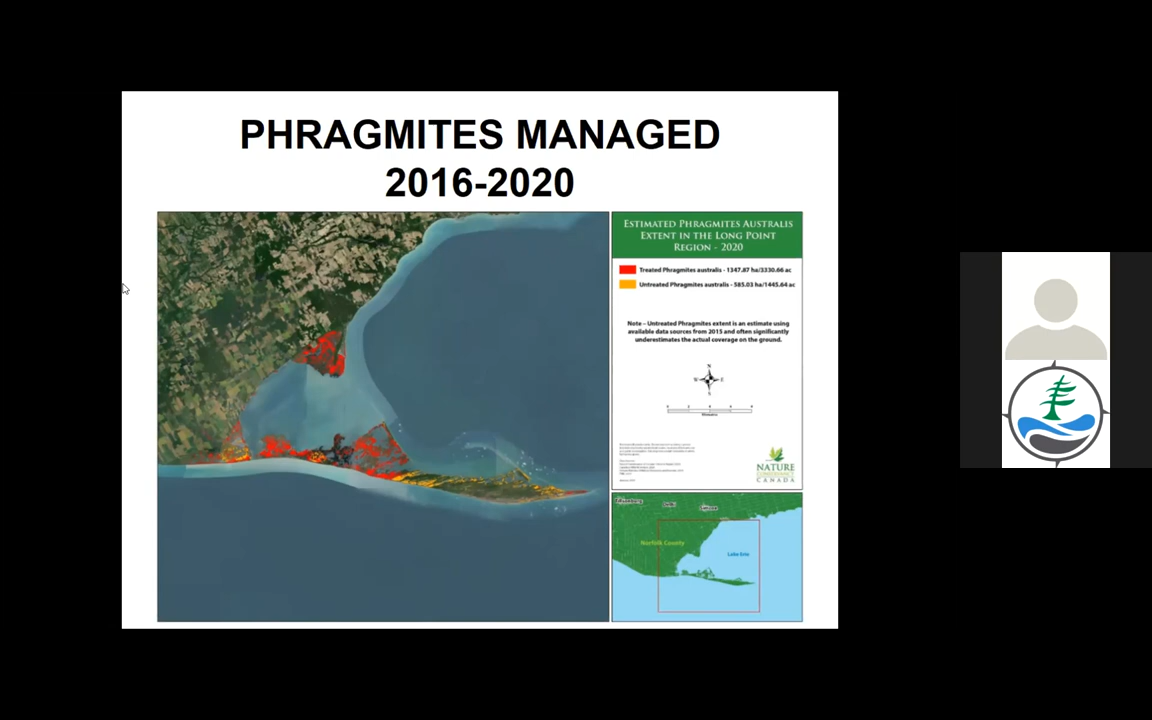 PHRAGMITES MANAGED
2016-2020
ESTIMATED PHRAGMITES AUSTRALIS
EXTENT IN THE LONG POINT
REGION - 2020
Treated Phragmites australis - 1347.87 ha/3330.66 ac
Untreated Phragmites australis - 585.03 ha/1445.64 ac
Note – Untreated Phragmites extent is an estimate using
available data sources from 2015 and often significantly
underestimates the actual coverage on the ground.
N
W E
S
Kilometres
NATURE
CONSERVANCY
CANADA
Delhi
Simcoe
Norfolk County
Lake Erie